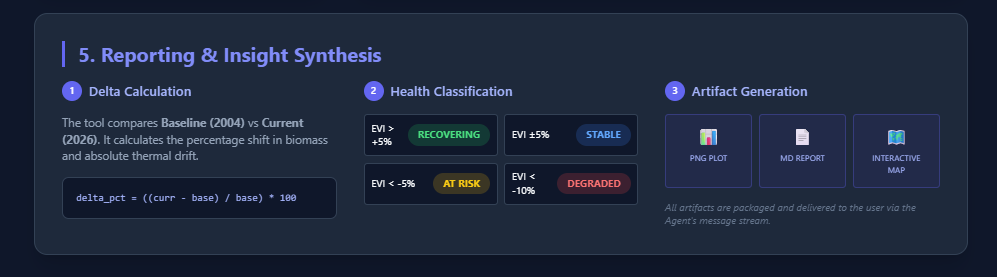 5. Reporting & Insight Synthesis
1 Delta Calculation
The tool compares Baseline (2004) vs Current
(2026). It calculates the percentage shift in biomass
and absolute thermal drift.
delta_pct = ((curr - base) / base) * 100
2 Health Classification
EVI >
+5%
RECOVERING
EVI ±5%
STABLE
EVI < -5%
AT RISK
EVI <
-10%
DEGRADED
3 Artifact Generation
PNG PLOT
MD REPORT
INTERACTIVE
MAP
All artifacts are packaged and delivered to the user via the
Agent's message stream.